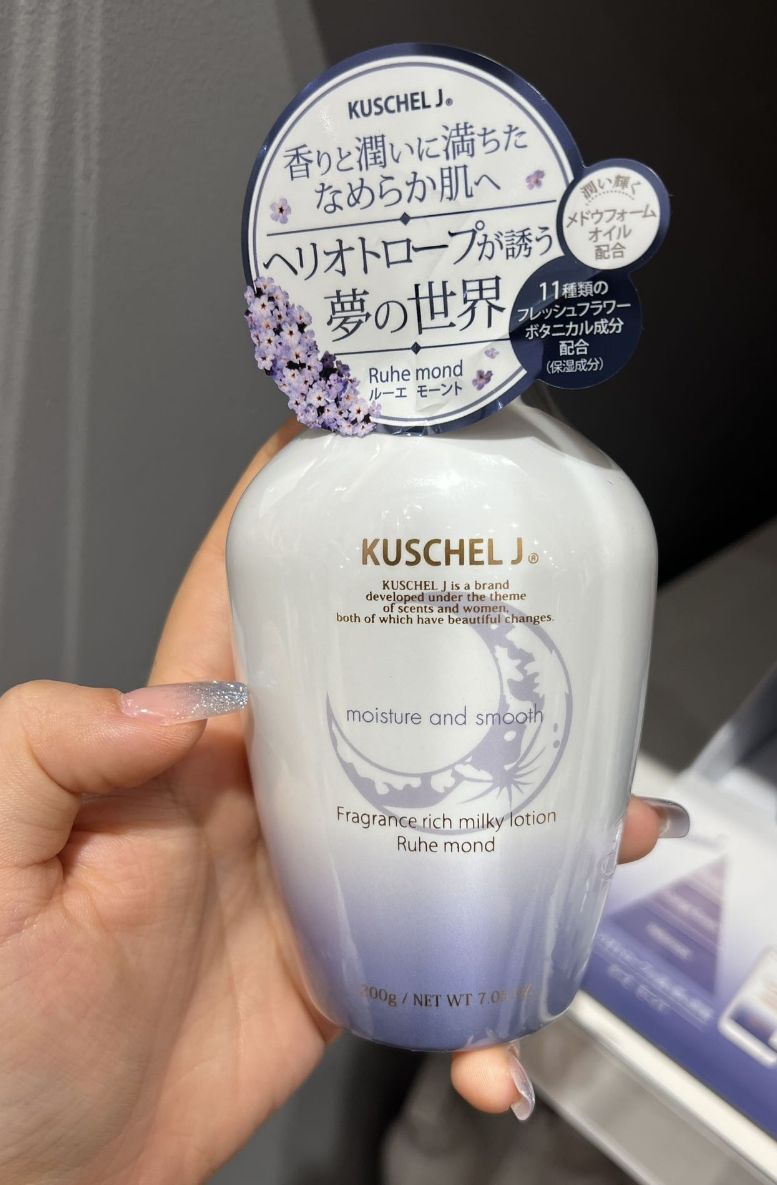 KUSCHEL J®
香りと潤いに満ちた
なめらか肌へ
ヘリオトロープが誘う
夢の世界
Ruhe mond
ルーエ モーント
潤い輝く
メドウフォーム
オイル
配合
11種類の
フレッシュフラワー
ボタニカル成分
配合
(保湿成分)
KUSCHEL J®
KUSCHEL J is a brand
developed under the theme
of scents and women,
both of which have beautiful changes.
moisture and smooth
Fragrance rich milky lotion
Ruhe mond
200g / NET WT